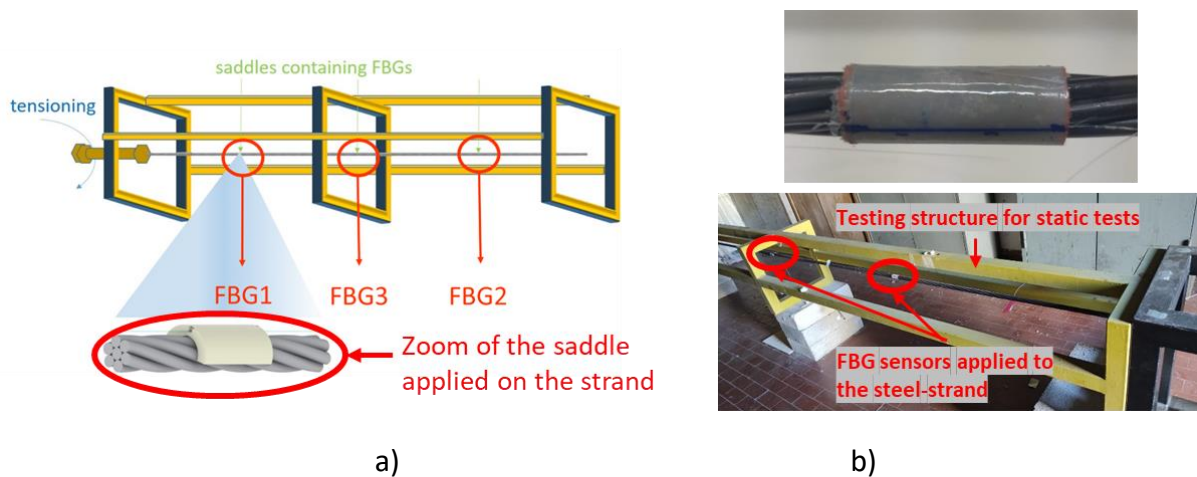 saddles containing FBGs
tensioning
FBG1
FBG3
FBG2
Zoom of the saddle
applied on the strand
a)
Testing structure for static tests
FBG sensors applied to
the steel-strand
b)